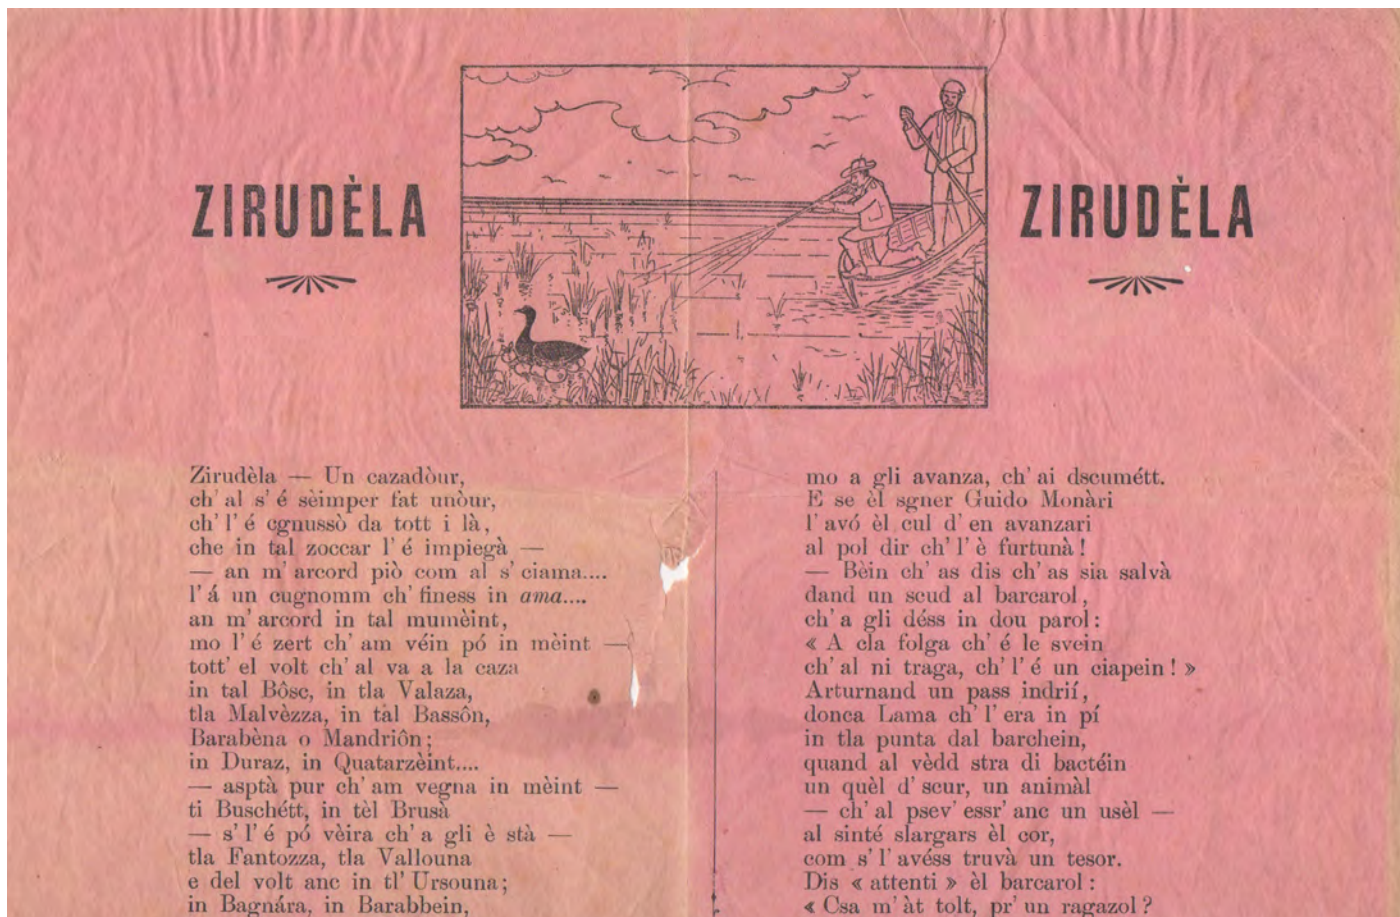 ZIRUDÈLA
ZIRUDÈLA
Zirudèla — Un cazadòur,
ch' al s' é sèimper fat unòur,
ch' l' é cgnussò da tott i là,
che in tal zoccar l' é impiegà —
— an m' arcord piò com al s' ciama....
l' á un cugnomm ch' finess in ama....
an m' arcord in tal mumèint,
mo l' é zert ch' am véin pó in mèint —
tott' el volt ch' al va a la caza
in tal Bôsc, in tla Valaza,
tla Malvèzza, in tal Bassôn,
Barabèna o Mandriôn;
in Duraz, in Quatarzèint....
— asptà pur ch' am vegna in mèint —
ti Buschétt, in tèl Brusà
— s' l' é pó vèira ch' a gli è stà —
tla Fantozza, tla Vallouna
e del volt anc in tl' Ursouna;
in Bagnára, in Barabbein,
mo a gli avanza, ch' ai dscumétt.
E se èl sgner Guido Monàri
l' avó èl cul d' en avanzari
al pol dir ch' l' è furtunà!
— Bèin ch' as dis ch' as sia salvà
dand un scud al barcarol,
ch' a gli déss in dou parol:
« A cla folga ch' é le svein
ch' al ni traga, ch' l' é un ciapein! »
Arturnand un pass indrií,
donca Lama ch' l' era in pí
in tla punta dal barchein,
quand al vèdd stra di bactéin
un quèl d' scur, un animàl
— ch' al psev' essr' anc un usèl —
al sinté slargars èl cor,
com s' l' avéss truvà un tesor.
Dis « attenti » èl barcarol:
« Csa m' àt tolt, pr' un ragazol?